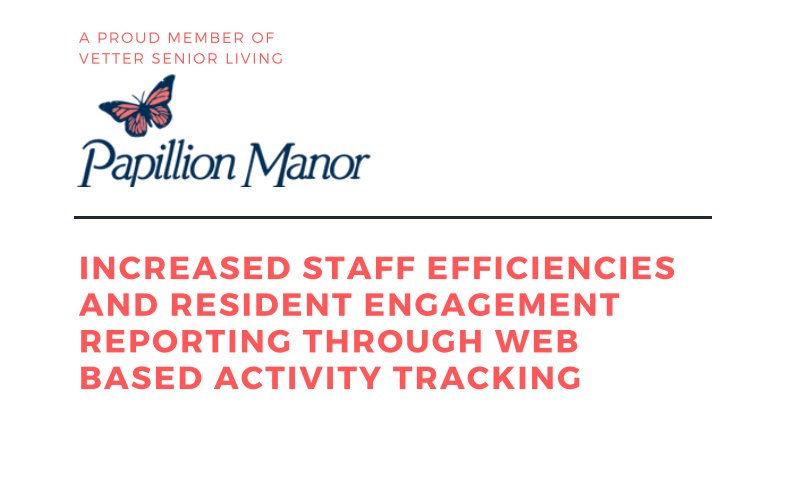 A PROUD MEMBER OF
VETTER SENIOR LIVING
Papillion Manor
INCREASED STAFF EFFICIENCIES
AND RESIDENT ENGAGEMENT
REPORTING THROUGH WEB
BASED ACTIVITY TRACKING